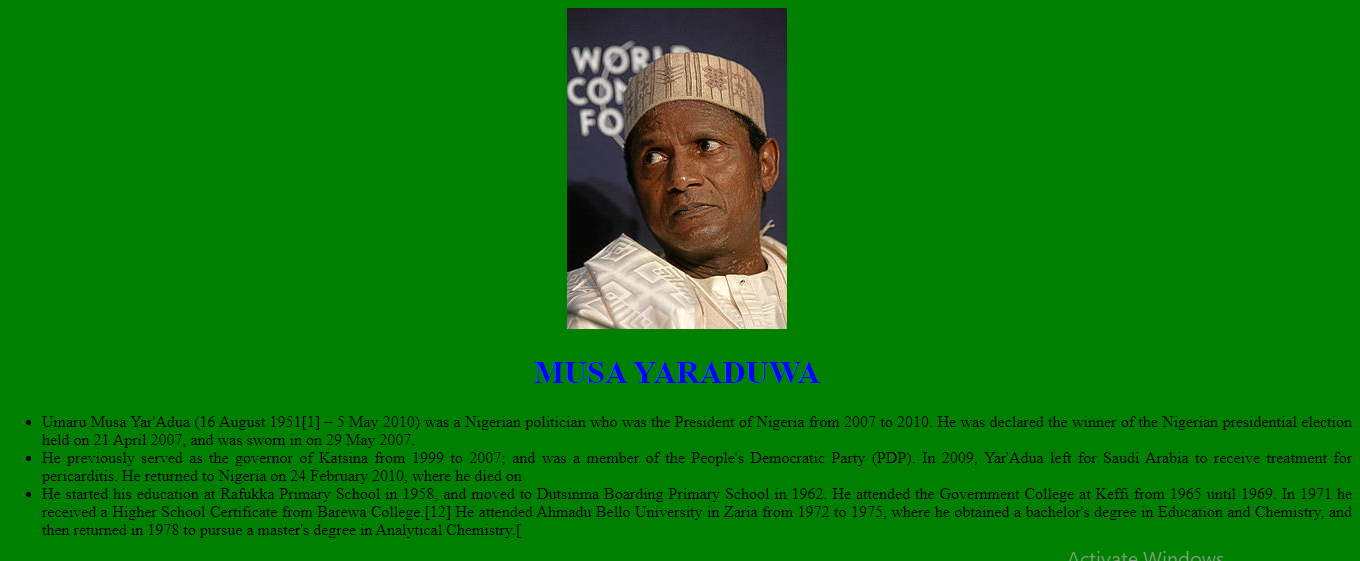 WORLD
CON
FO
MUSA YARADUWA
• Umaru Musa Yar'Adua (16 August 1951[1] – 5 May 2010) was a Nigerian politician who was the President of Nigeria from 2007 to 2010. He was declared the winner of the Nigerian presidential election
held on 21 April 2007, and was sworn in on 29 May 2007.
• He previously served as the governor of Katsina from 1999 to 2007; and was a member of the People's Democratic Party (PDP). In 2009, Yar'Adua left for Saudi Arabia to receive treatment for
pericarditis. He returned to Nigeria on 24 February 2010, where he died on
• He started his education at Rafukka Primary School in 1958, and moved to Dutsinma Boarding Primary School in 1962. He attended the Government College at Keffi from 1965 until 1969. In 1971 he
received a Higher School Certificate from Barewa College.[12] He attended Ahmadu Bello University in Zaria from 1972 to 1975, where he obtained a bachelor's degree in Education and Chemistry, and
then returned in 1978 to pursue a master's degree in Analytical Chemistry.[
Activate Windows